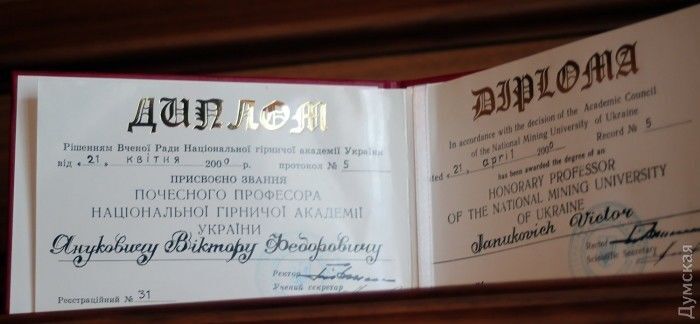 ДИПЛОМ
Рішенням Вченої Ради Національної гірничої академії України
від « 21 » квітня 2000 р. протокол № 5
ПРИСВОЄНО ЗВАННЯ
ПОЧЕСНОГО ПРОФЕСОРА
НАЦІОНАЛЬНОЇ ГІРНИЧОЇ АКАДЕМІЇ
УКРАЇНИ
Януковичу Віктору Федоровичу
Ректор
Учений секретар
Реєстраційний № 31
DIPLOMA
In accordance with the decision of the Academic Council
of the National Mining University of Ukraine
« 21 » april 2000 Record № 5
has been awarded the degree of an
HONORARY PROFESSOR
OF THE NATIONAL MINING UNIVERSITY
OF UKRAINE
Janukovich Victor
Rector
Scientific Secretary
Думская